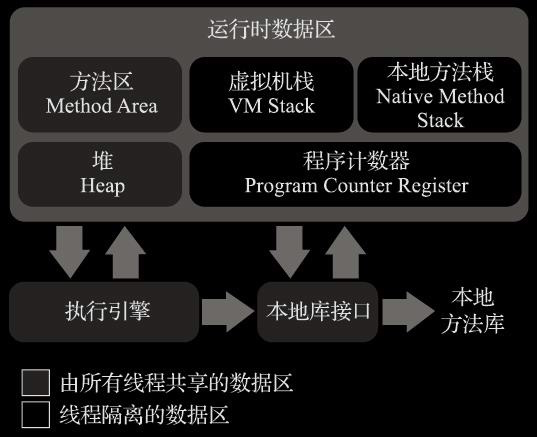 运行时数据区
方法区
Method Area
虚拟机栈
VM Stack
本地方法栈
Native Method
Stack
堆
Heap
程序计数器
Program Counter Register
执行引擎
本地库接口
本地
方法库
由所有线程共享的数据区
线程隔离的数据区